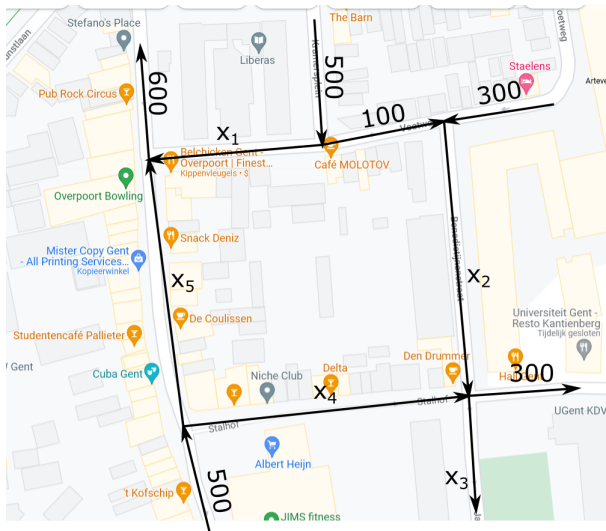 Stefano's Place
The Barn
Liberas
Staelens
Pub Rock Circus
600
500
300
100
x₁
Belchicken Gent -
Overpoort | Finest...
Kippenvleugels • $
Café MOLOTOV
Overpoort Bowling
Snack Deniz
Mister Copy Gent
- All Printing Services...
Kopieerwinkel
x₅
x₂
De Coulissen
Universiteit Gent -
Resto Kantienberg
Tijdelijk gesloten
Studentencafé Pallieter
Cuba Gent
Niche Club
Delta
Den Drummer
300
x₄
Gent
Stalhof
Stalhof
UGent KDV
Albert Heijn
x₃
't Kofschip
500
JIMS fitness